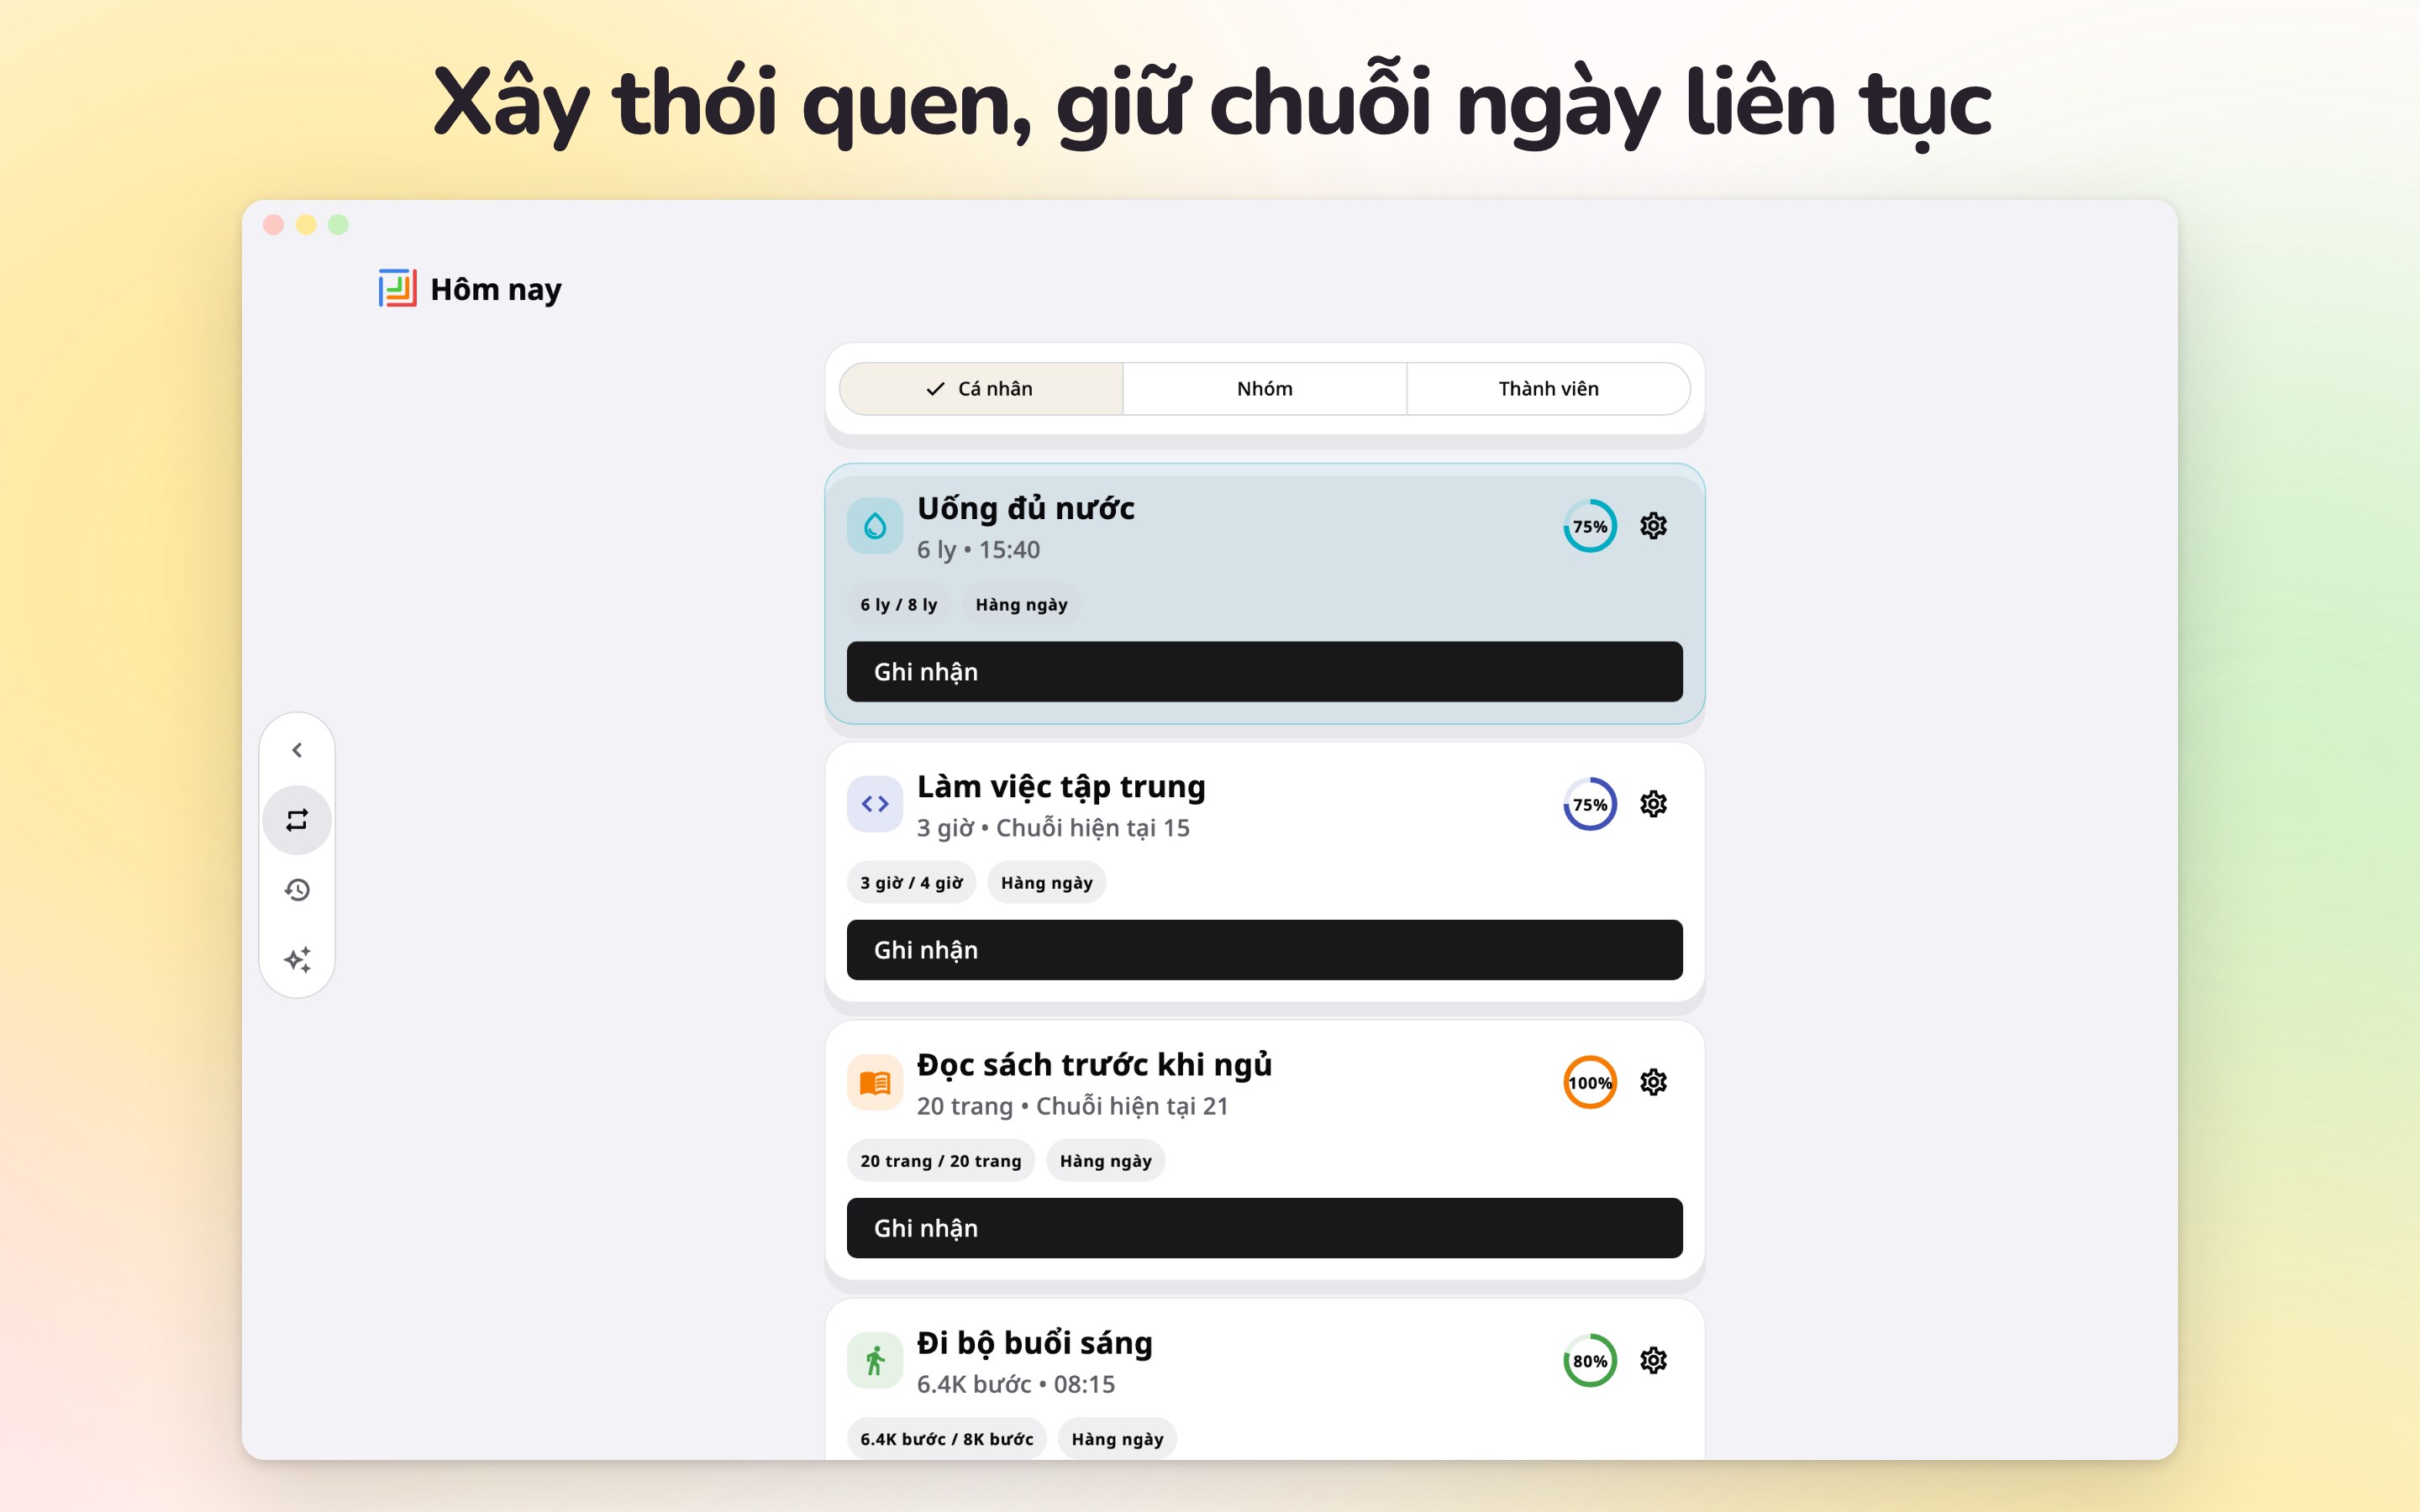 Xây thói quen, giữ chuỗi ngày liên tục
Hôm nay
Cá nhân
Nhóm
Thành viên
Uống đủ nước
6 ly • 15:40
75%
6 ly / 8 ly
Hàng ngày
Ghi nhận
Làm việc tập trung
3 giờ • Chuỗi hiện tại 15
75%
3 giờ / 4 giờ
Hàng ngày
Ghi nhận
Đọc sách trước khi ngủ
20 trang • Chuỗi hiện tại 21
100%
20 trang / 20 trang
Hàng ngày
Ghi nhận
Đi bộ buổi sáng
6.4K bước • 08:15
80%
6.4K bước / 8K bước
Hàng ngày